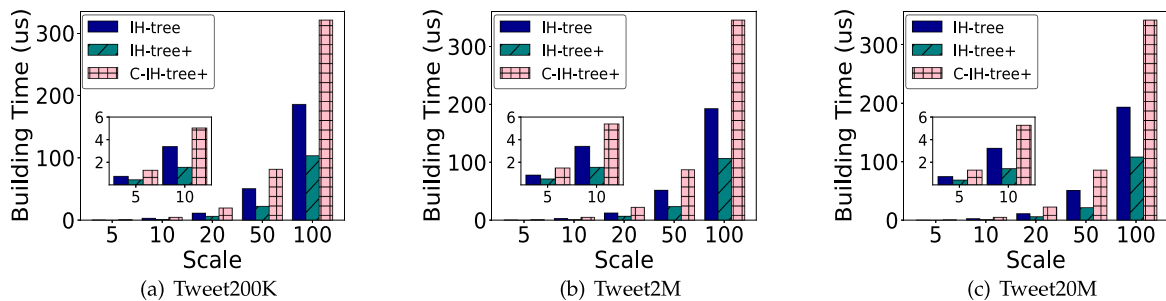 Building Time (us)
300
200
100
0
IH-tree
IH-tree+
C-IH-tree+
6
4
2
5 10
5 10 20 50 100
Scale
(a) Tweet200K
Building Time (us)
300
200
100
0
IH-tree
IH-tree+
C-IH-tree+
6
4
2
5 10
5 10 20 50 100
Scale
(b) Tweet2M
Building Time (us)
300
200
100
0
IH-tree
IH-tree+
C-IH-tree+
6
4
2
5 10
5 10 20 50 100
Scale
(c) Tweet20M